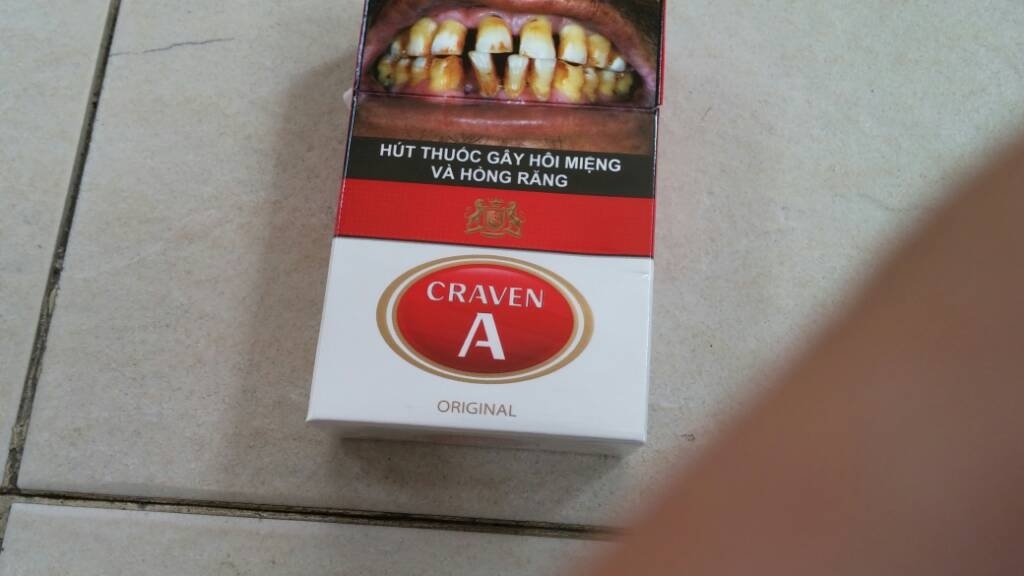 HÚT THUỐC GÂY HÔI MIỆNG
VÀ HỎNG RĂNG
CRAVEN
A
ORIGINAL